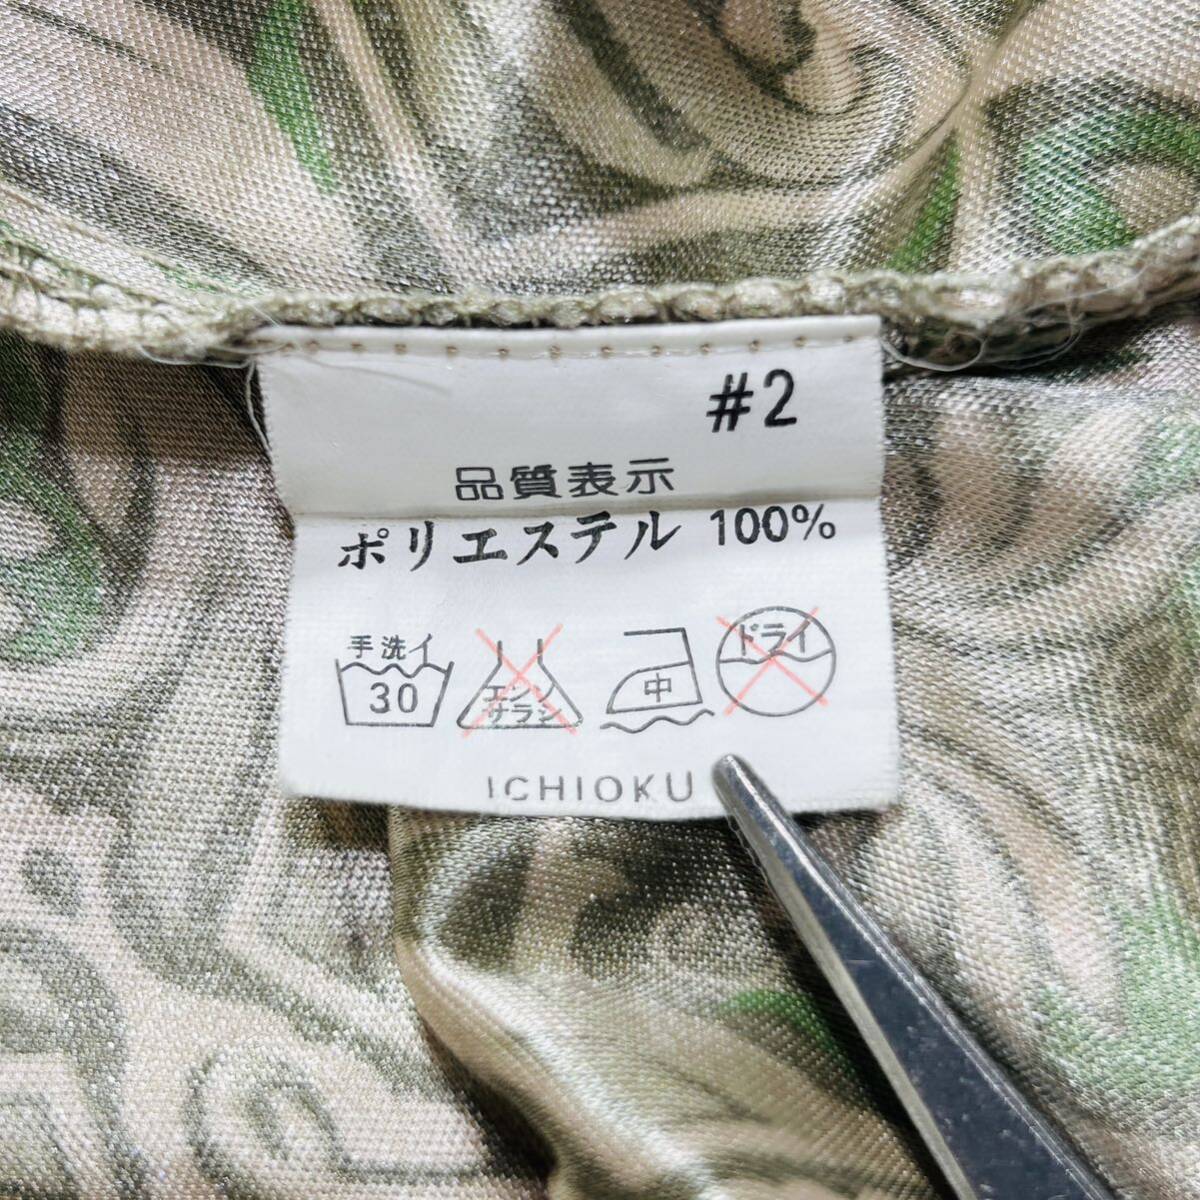 #2
品質表示
ポリエステル 100%
手洗イ
30
エンソ
サラシ
中
ドライ
ICHIOKU